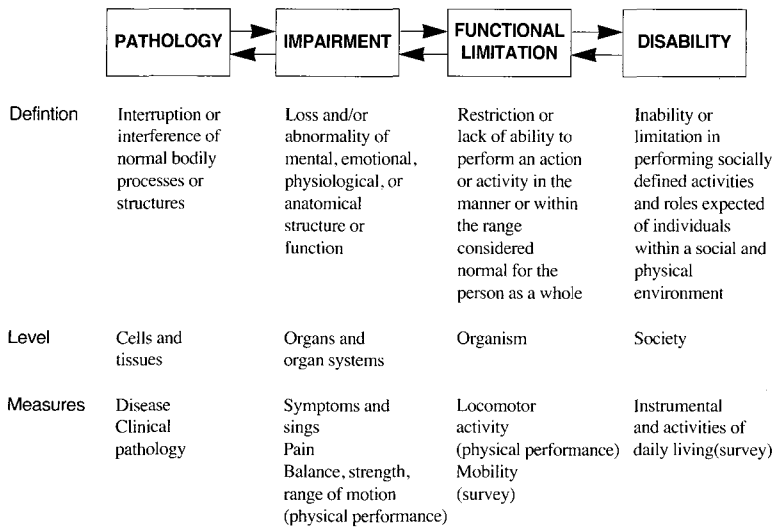 PATHOLOGY
IMPAIRMENT
FUNCTIONAL
LIMITATION
DISABILITY
Defintion
Interruption or
interference of
normal bodily
processes or
structures
Loss and/or
abnormality of
mental, emotional,
physiological, or
anatomical
structure or
function
Restriction or
lack of ability to
perform an action
or activity in the
manner or within
the range
considered
normal for the
person as a whole
Inability or
limitation in
performing socially
defined activities
and roles expected
of individuals
within a social and
physical
environment
Level
Cells and
tissues
Organs and
organ systems
Organism
Society
Measures
Disease
Clinical
pathology
Symptoms and
sings
Pain
Balance, strength,
range of motion
(physical performance)
Locomotor
activity
(physical performance)
Mobility
(survey)
Instrumental
and activities of
daily living(survey)